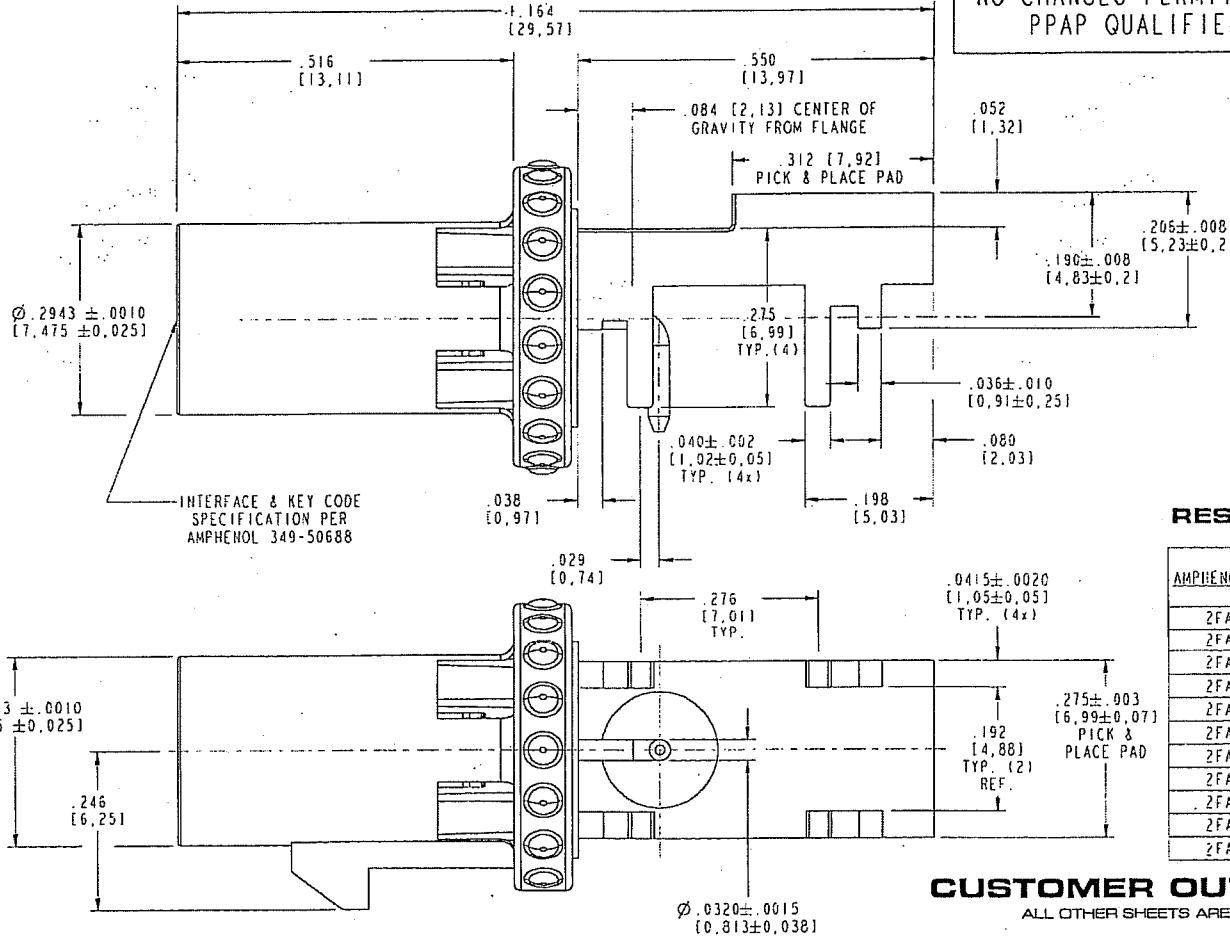 NO CHANGES PERMIT
PPAP QUALIFIE
1.164
[29,57]
.516
[13,11]
.550
[13,97]
.084 [2,13] CENTER OF
GRAVITY FROM FLANGE
.052
[1,32]
.312 [7,92]
PICK & PLACE PAD
.206±.008
[5,23±0,2
.190±.008
[4,83±0,2]
Ø.2943 ±.0010
[7,475 ±0,025]
.275
[6,99]
TYP.(4)
.036±.010
[0,91±0,25]
.040±.002
[1,02±0,05]
TYP. (4x)
.080
[2,03]
INTERFACE & KEY CODE
SPECIFICATION PER
AMPHENOL 349-50688
.038
[0,97]
.198
[5,03]
RES
.029
[0,74]
.276
[7,01]
TYP.
.0415±.0020
[1,05±0,05]
TYP. (4x)
AMPHENO
2FA
2FA
2FA
2FA
2FA
2FA
2FA
2FA
2FA
2FA
2FA
3 ±.0010
5 ±0,025]
.275±.003
[6,99±0,07]
PICK &
PLACE PAD
.192
[4,88]
TYP. (2)
REF.
.246
[6,25]
Ø.0320±.0015
[0,813±0,038]
CUSTOMER OU
ALL OTHER SHEETS ARE